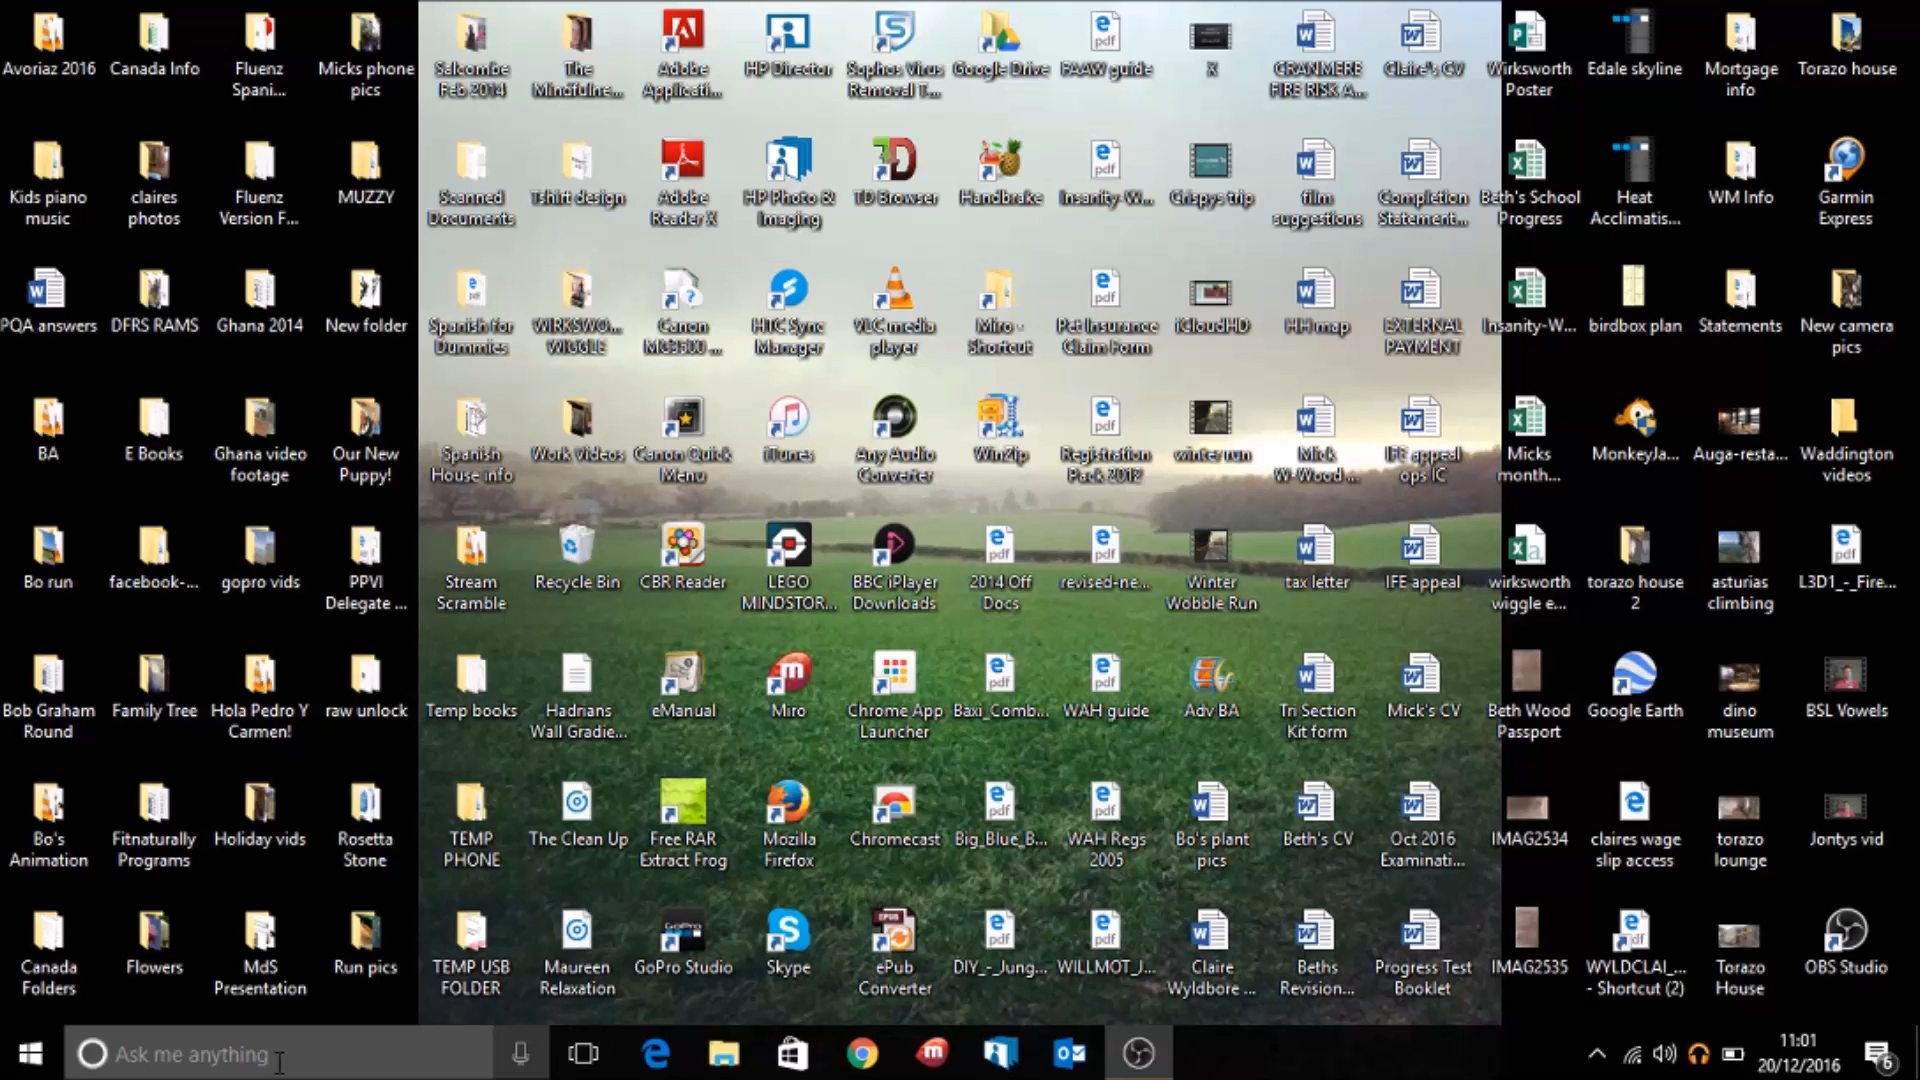 Avoriaz 2016
Canada Info
Fluenz
Spani...
Micks phone
pics
Salcombe
Feb 2014
The
Mindfulne...
Adobe
Applicati...
HP Director
Sophos Virus
Removal T...
Google Drive
FAAW guide
X
CRANMERE
FIRE RISK A...
Claire's CV
Wirksworth
Poster
Edale skyline
Mortgage
info
Torazo house
Kids piano
music
claires
photos
Fluenz
Version F...
MUZZY
Scanned
Documents
Tshirt design
Adobe
Reader X
HP Photo &
Imaging
TD Browser
Handbrake
Insanity-W...
Crispys trip
film
suggestions
Completion
Statement...
Beth's School
Progress
Heat
Acclimatis...
WM Info
Garmin
Express
PQA answers
DFRS RAMS
Ghana 2014
New folder
Spanish for
Dummies
WIRKSWO...
WIGGLE
Canon
MG3500 ...
HTC Sync
Manager
VLC media
player
Miro -
Shortcut
Pet Insurance
Claim Form
iCloudHD
HH map
EXTERNAL
PAYMENT
Insanity-W...
birdbox plan
Statements
New camera
pics
BA
E Books
Ghana video
footage
Our New
Puppy!
Spanish
House info
Work Videos
Canon Quick
Menu
iTunes
Any Audio
Converter
WinZip
Registration
Pack 2012
winter run
Mick
W-Wood ...
IFE appeal
ops IC
Micks
month...
MonkeyJa...
Auga-resta...
Waddington
videos
Bo run
facebook-...
gopro vids
PPVI
Delegate ...
Stream
Scramble
Recycle Bin
CBR Reader
LEGO
MINDSTOR...
BBC iPlayer
Downloads
2014 Off
Docs
revised-ne...
Winter
Wobble Run
tax letter
IFE appeal
wirksworth
wiggle e...
torazo house
2
asturias
climbing
L3D1_-_Fire...
Bob Graham
Round
Family Tree
Hola Pedro Y
Carmen!
raw unlock
Temp books
Hadrians
Wall Gradie...
eManual
Miro
Chrome App
Launcher
Baxi_Comb...
WAH guide
Adv BA
Tri Section
Kit form
Mick's CV
Beth Wood
Passport
Google Earth
dino
museum
BSL Vowels
Bo's
Animation
Fitnaturally
Programs
Holiday vids
Rosetta
Stone
TEMP
PHONE
The Clean Up
Free RAR
Extract Frog
Mozilla
Firefox
Chromecast
Big_Blue_B...
WAH Regs
2005
Bo's plant
pics
Beth's CV
Oct 2016
Examinati...
IMAG2534
claires wage
slip access
torazo
lounge
Jontys vid
Canada
Folders
Flowers
MdS
Presentation
Run pics
TEMP USB
FOLDER
Maureen
Relaxation
GoPro Studio
Skype
ePub
Converter
DIY_-_Jung...
WILLMOT_J...
Claire
Wyldbore ...
Beths
Revision...
Progress Test
Booklet
IMAG2535
WYLDCLAI_...
- Shortcut (2)
Torazo
House
OBS Studio
Ask me anything
11:01
20/12/2016
6